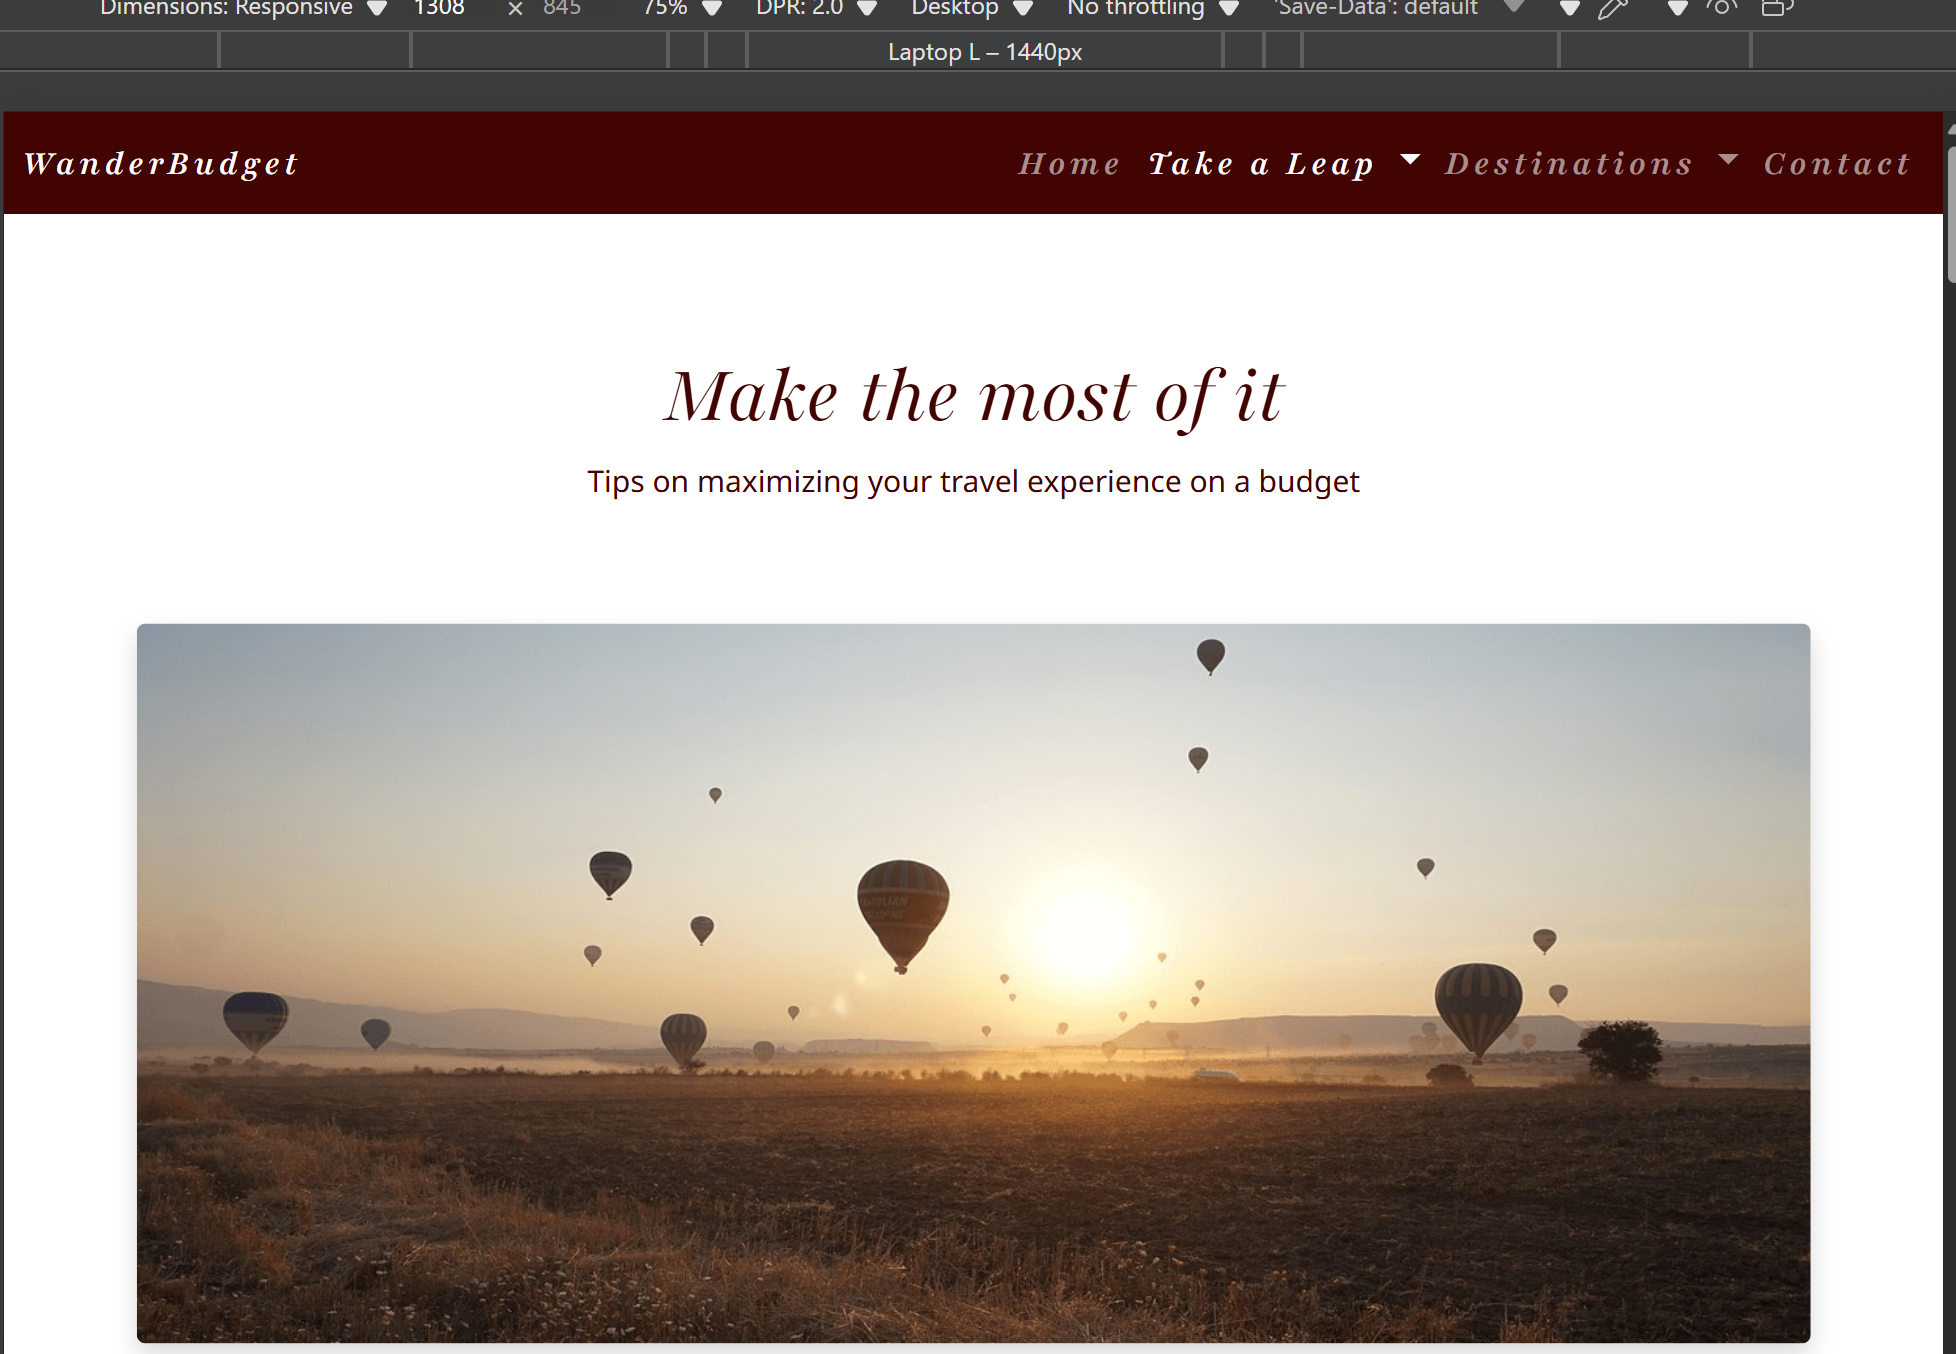 Dimensions: Responsive 1308 × 845 75% DPR: 2.0 Desktop No throttling 'Save-Data': default
Laptop L – 1440px
WanderBudget Home Take a Leap Destinations Contact
Make the most of it
Tips on maximizing your travel experience on a budget